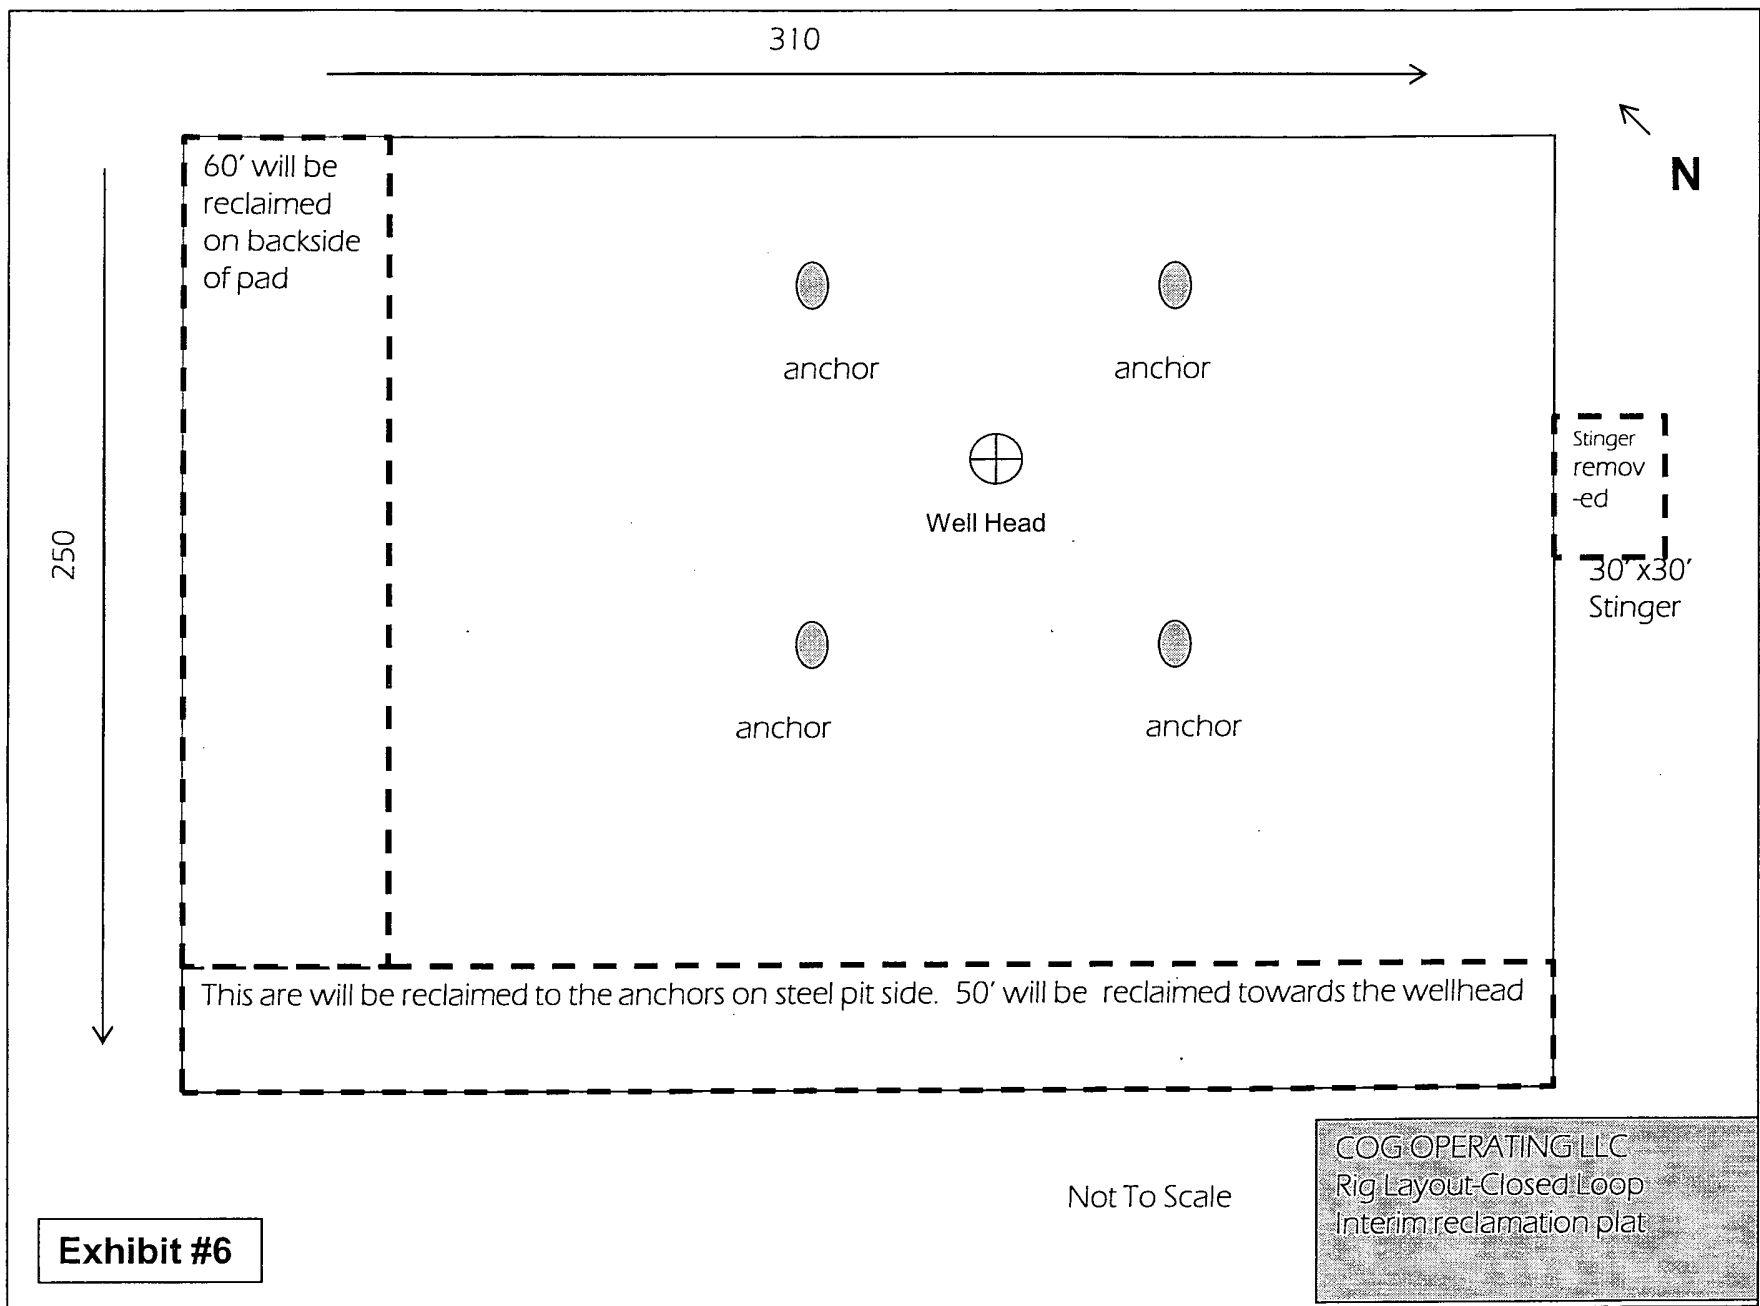 310
N
60' will be
reclaimed
on backside
of pad
anchor
anchor
Stinger
remov
-ed
Well Head
250
30' x30'
Stinger
anchor
anchor
This are will be reclaimed to the anchors on steel pit side. 50' will be reclaimed towards the wellhead
COG OPERATING LLC
Rig Layout-Closed Loop
Interim reclamation plat
Not To Scale
Exhibit #6